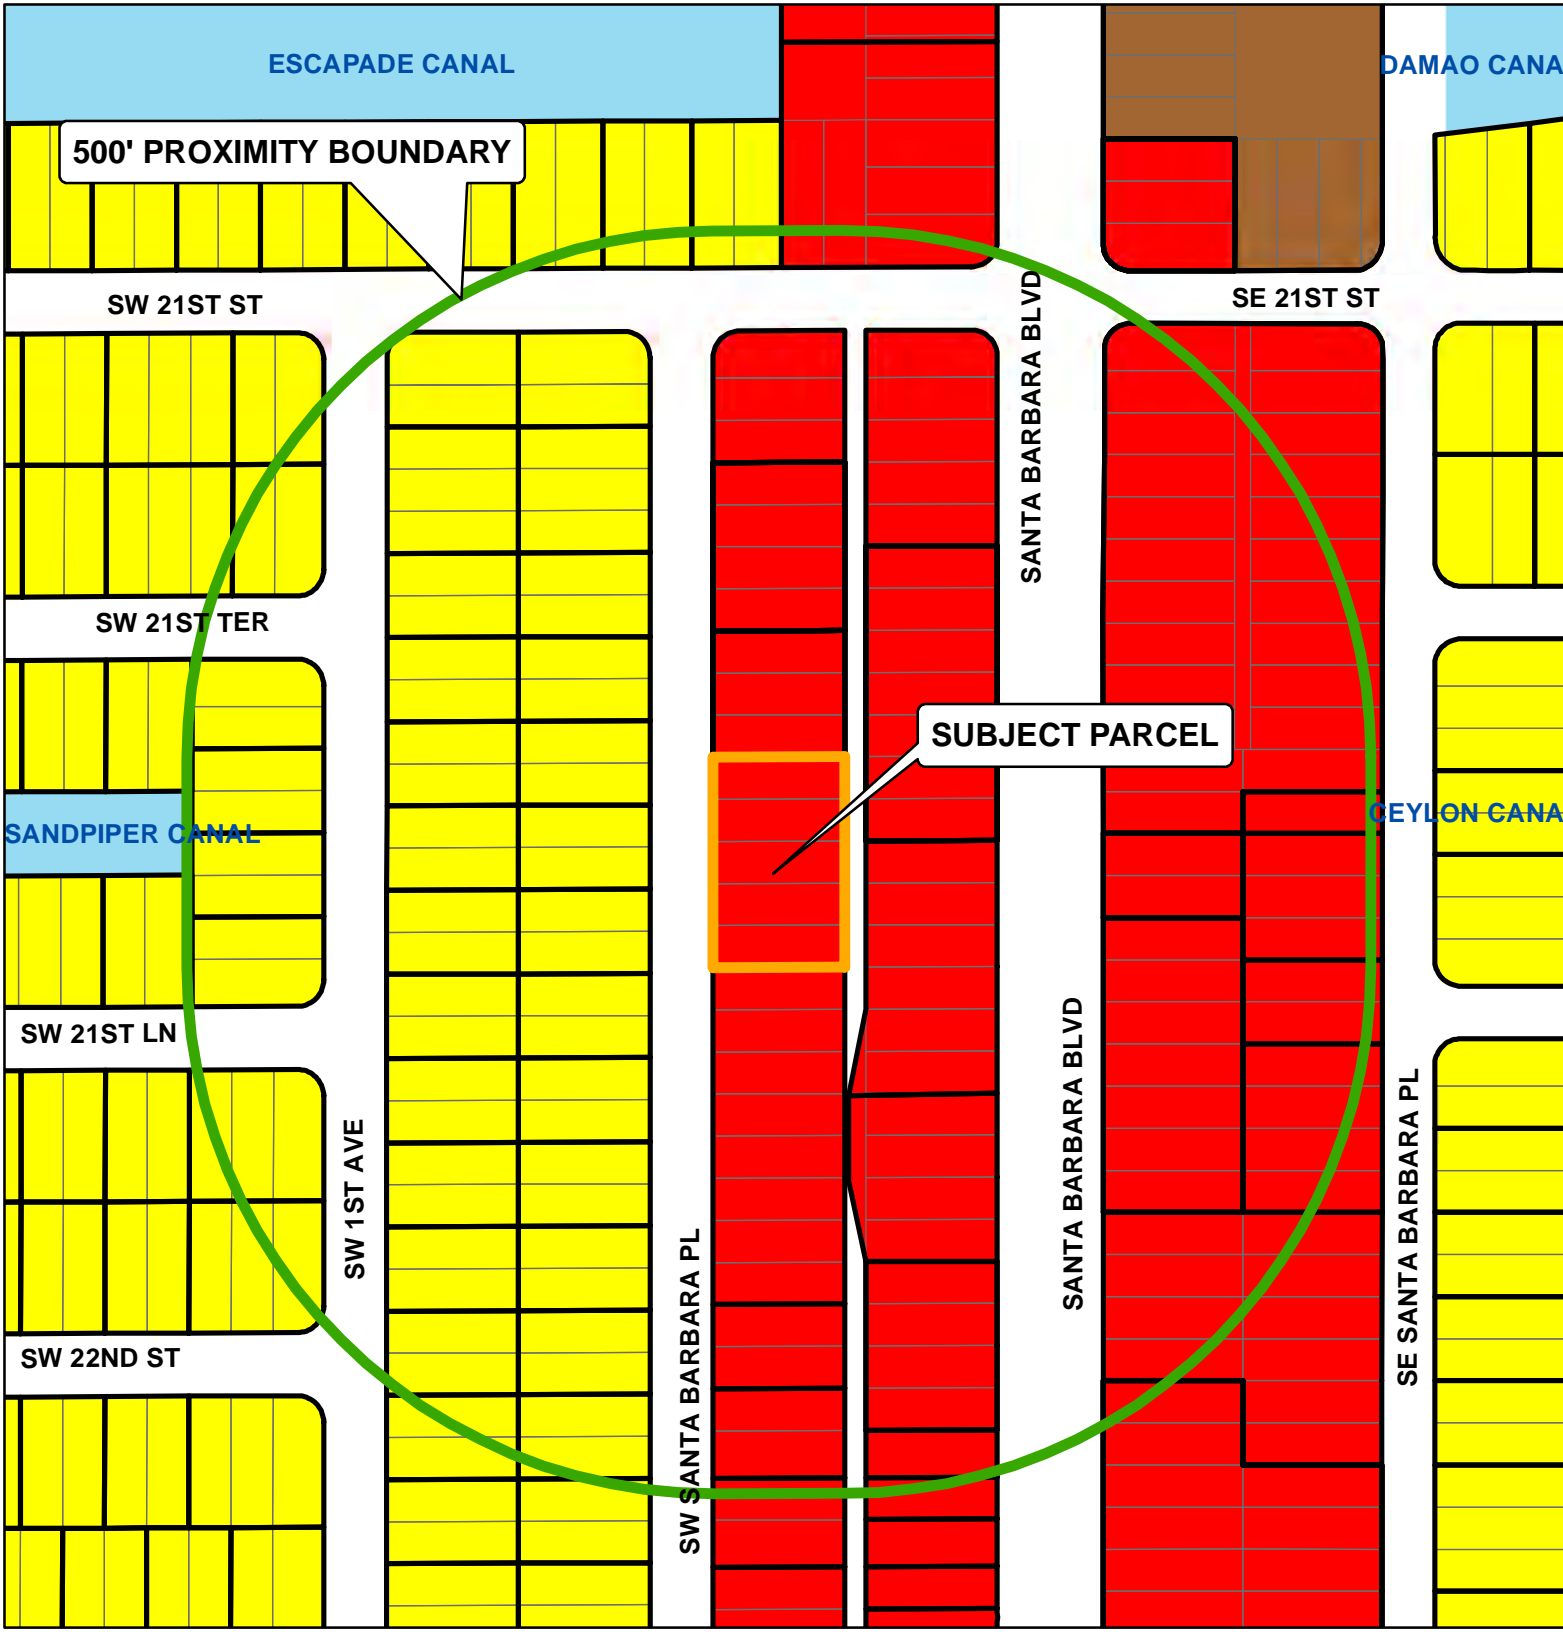 ESCAPADE CANAL
DAMAO CANA
500' PROXIMITY BOUNDARY
SW 21ST ST
SE 21ST ST
SANTA BARBARA BLVD
SW 21ST TER
SUBJECT PARCEL
SANDPIPER CANAL
CEYLON CANA
SW 21ST LN
SANTA BARBARA BLVD
SW 1ST AVE
SE SANTA BARBARA PL
SW SANTA BARBARA PL
SW 22ND ST